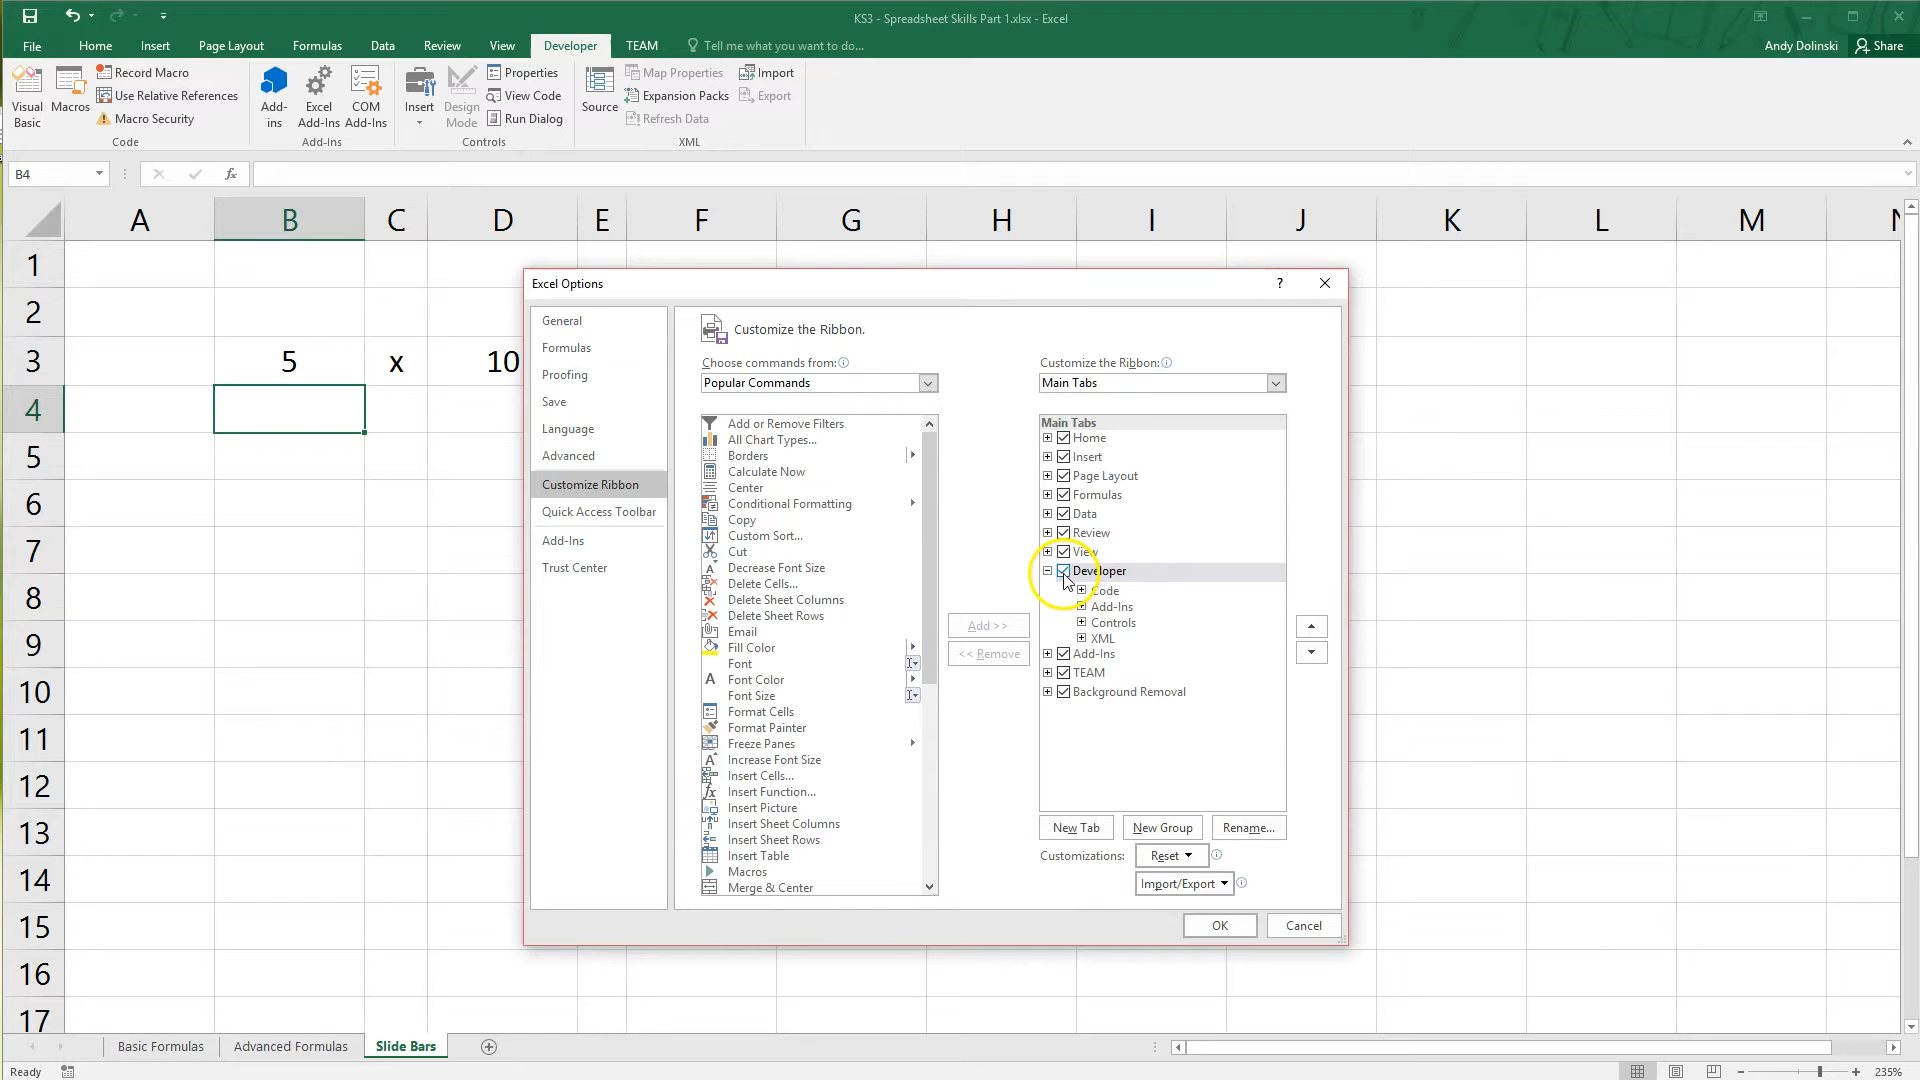 KS3 - Spreadsheet Skills Part 1.xlsx - Excel
File Home Insert Page Layout Formulas Data Review View Developer TEAM Tell me what you want to do... Andy Dolinski Share
Visual Basic
Macros
Record Macro
Use Relative References
Macro Security
Code
Add-ins
Excel Add-Ins
COM Add-Ins
Add-Ins
Insert
Design Mode
Properties
View Code
Run Dialog
Controls
Source
Map Properties
Expansion Packs
Refresh Data
Import
Export
XML
B4
fx
A B C D E F G H I J K L M
1
2
3 5 x 10
4
5
6
7
8
9
10
11
12
13
14
15
16
17
Excel Options ?
General
Formulas
Proofing
Save
Language
Advanced
Customize Ribbon
Quick Access Toolbar
Add-Ins
Trust Center
Customize the Ribbon.
Choose commands from:
Popular Commands
Add or Remove Filters
All Chart Types...
Borders
Calculate Now
Center
Conditional Formatting
Copy
Custom Sort...
Cut
Decrease Font Size
Delete Cells...
Delete Sheet Columns
Delete Sheet Rows
Email
Fill Color
Font
Font Color
Font Size
Format Cells
Format Painter
Freeze Panes
Increase Font Size
Insert Cells...
Insert Function...
Insert Picture
Insert Sheet Columns
Insert Sheet Rows
Insert Table
Macros
Merge & Center
Add >>
<< Remove
Customize the Ribbon:
Main Tabs
Main Tabs
Home
Insert
Page Layout
Formulas
Data
Review
View
Developer
Code
Add-Ins
Controls
XML
Add-Ins
TEAM
Background Removal
New Tab New Group Rename...
Customizations: Reset
Import/Export
OK Cancel
Basic Formulas Advanced Formulas Slide Bars
Ready 235%